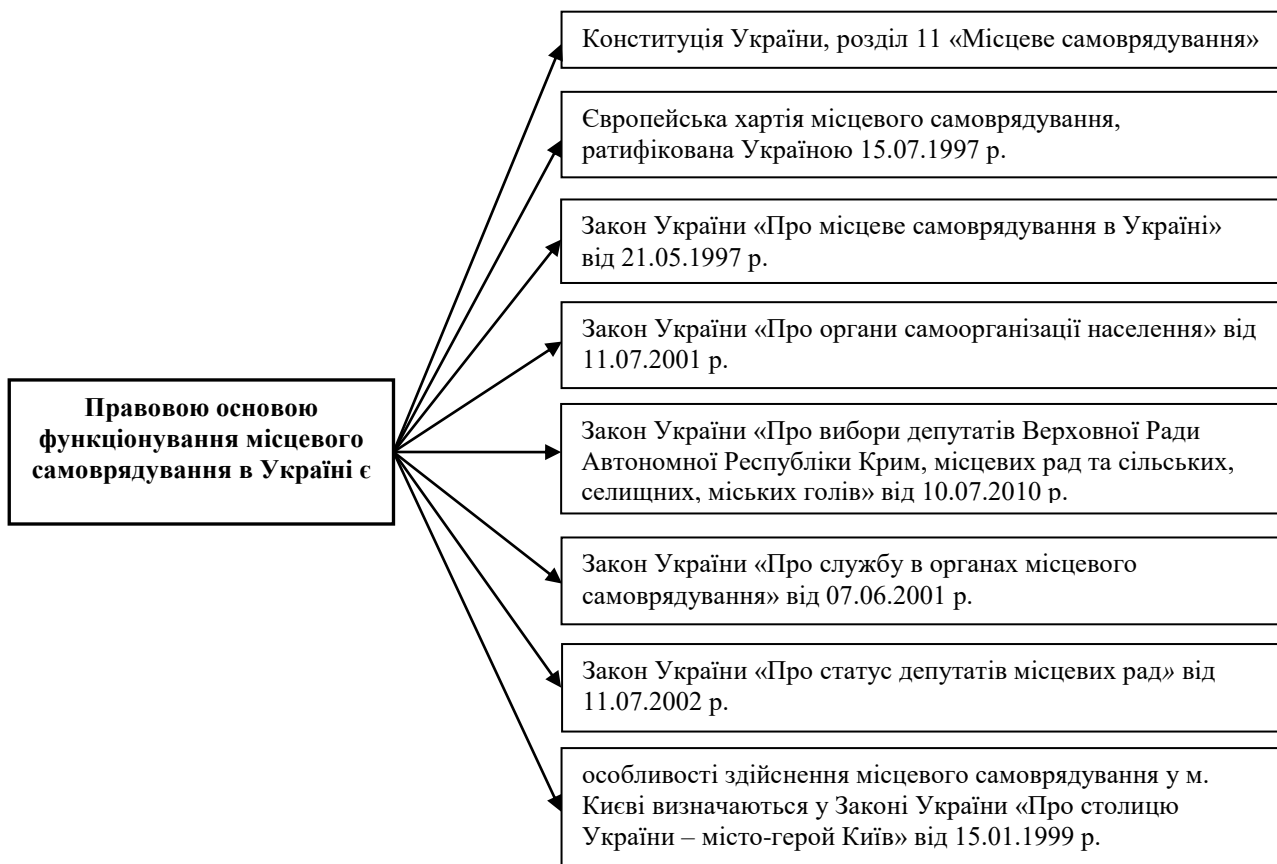 Правовою основою
функціонування місцевого
самоврядування в Україні є
Конституція України, розділ 11 «Місцеве самоврядування»
Європейська хартія місцевого самоврядування,
ратифікована Україною 15.07.1997 р.
Закон України «Про місцеве самоврядування в Україні»
від 21.05.1997 р.
Закон України «Про органи самоорганізації населення» від
11.07.2001 р.
Закон України «Про вибори депутатів Верховної Ради
Автономної Республіки Крим, місцевих рад та сільських,
селищних, міських голів» від 10.07.2010 р.
Закон України «Про службу в органах місцевого
самоврядування» від 07.06.2001 р.
Закон України «Про статус депутатів місцевих рад» від
11.07.2002 р.
особливості здійснення місцевого самоврядування у м.
Києві визначаються у Законі України «Про столицю
України – місто-герой Київ» від 15.01.1999 р.